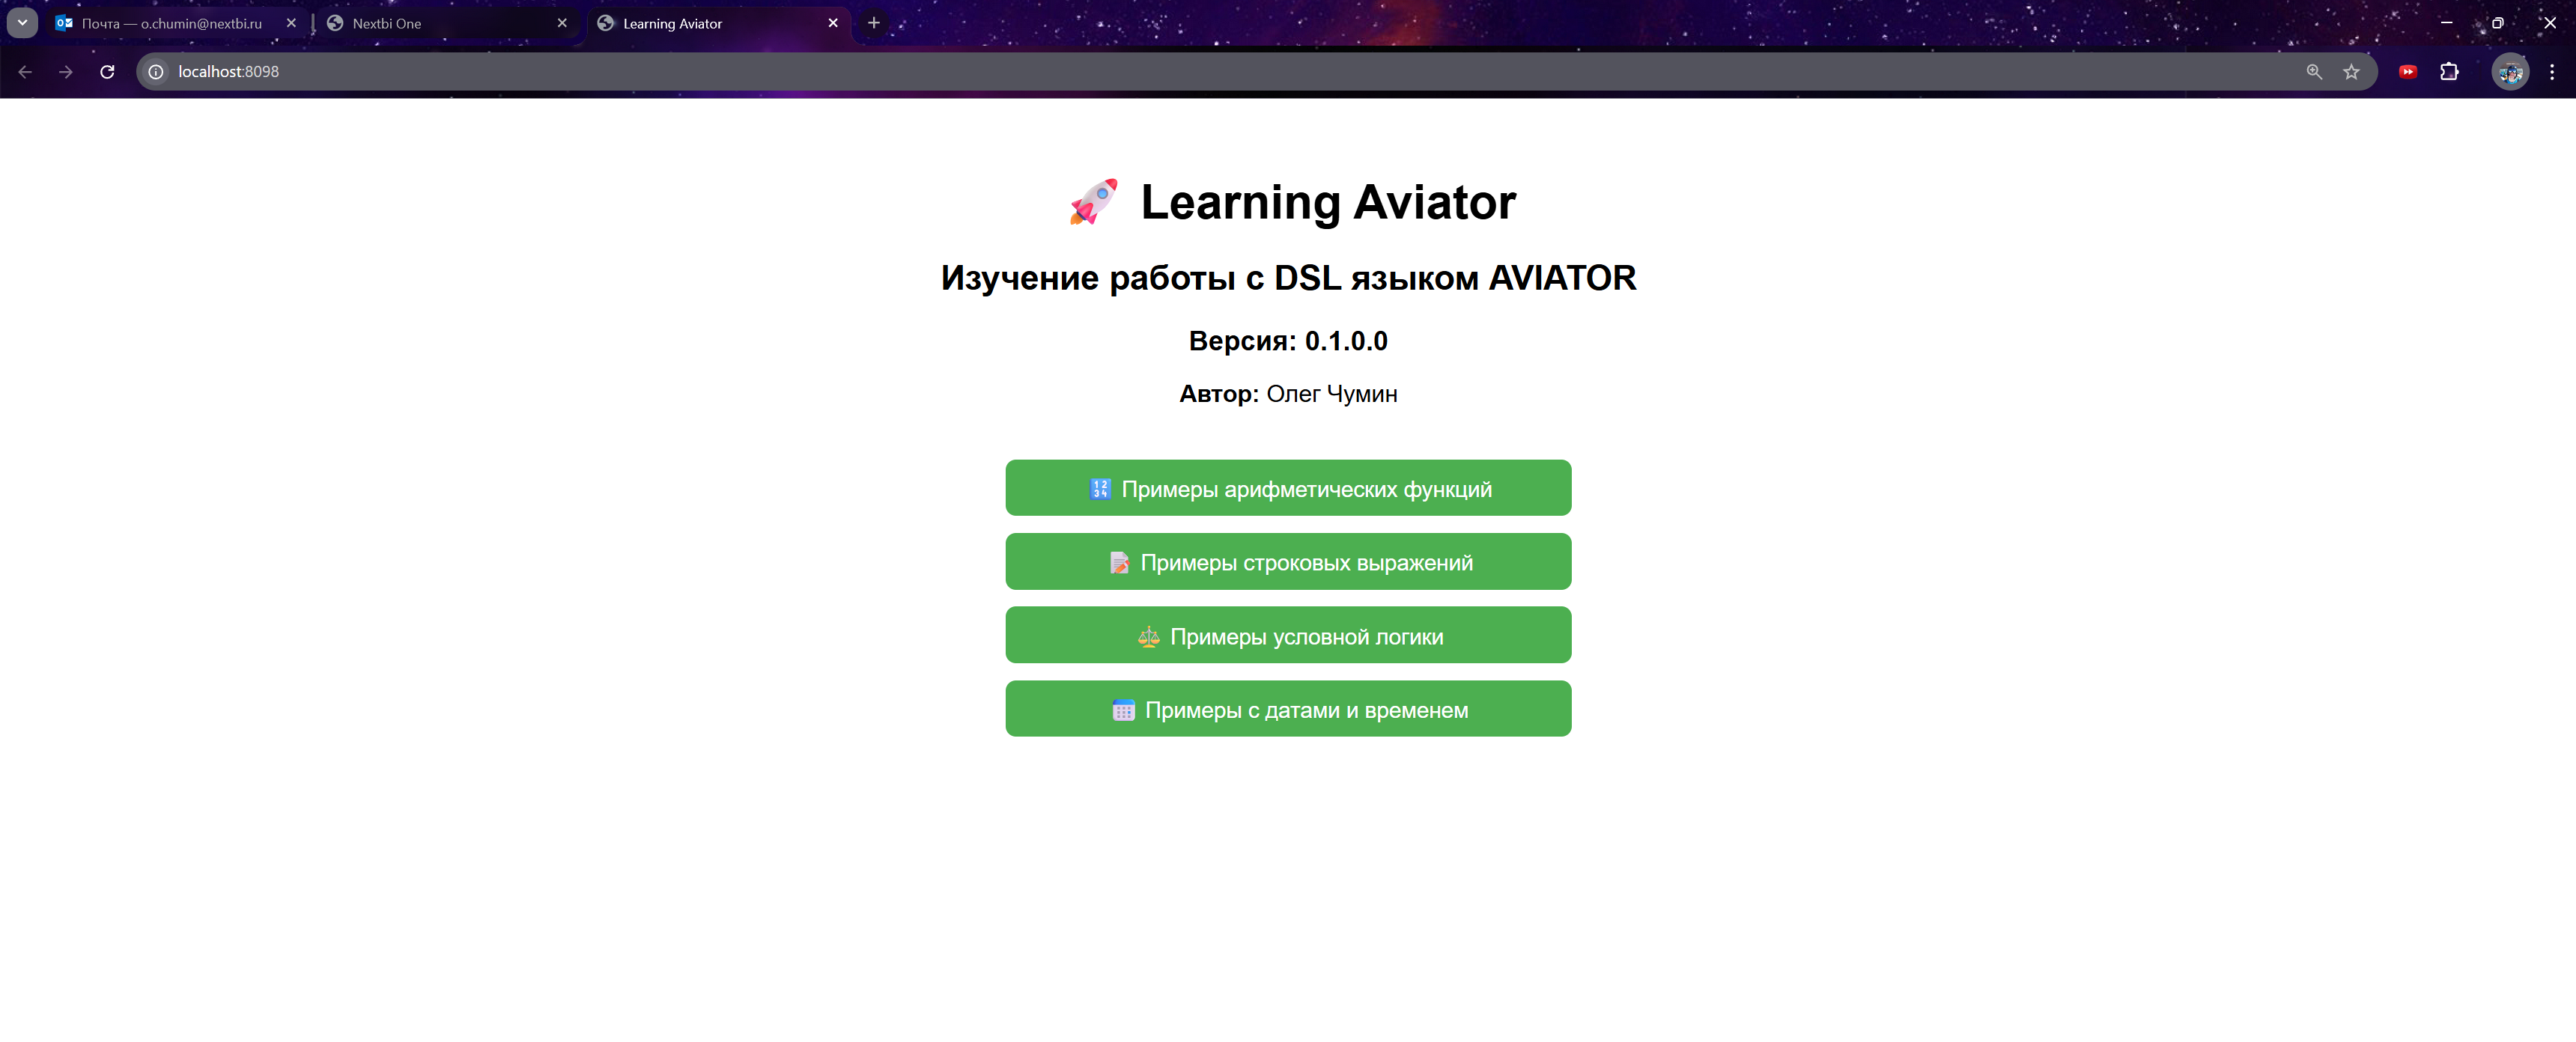 Почта — o.chumin@nextbi.ru
Nextbi One
Learning Aviator
localhost:8098
🚀 Learning Aviator
Изучение работы с DSL языком AVIATOR
Версия: 0.1.0.0
Автор: Олег Чумин
🔢 Примеры арифметических функций
📝 Примеры строковых выражений
⚖️ Примеры условной логики
📅 Примеры с датами и временем